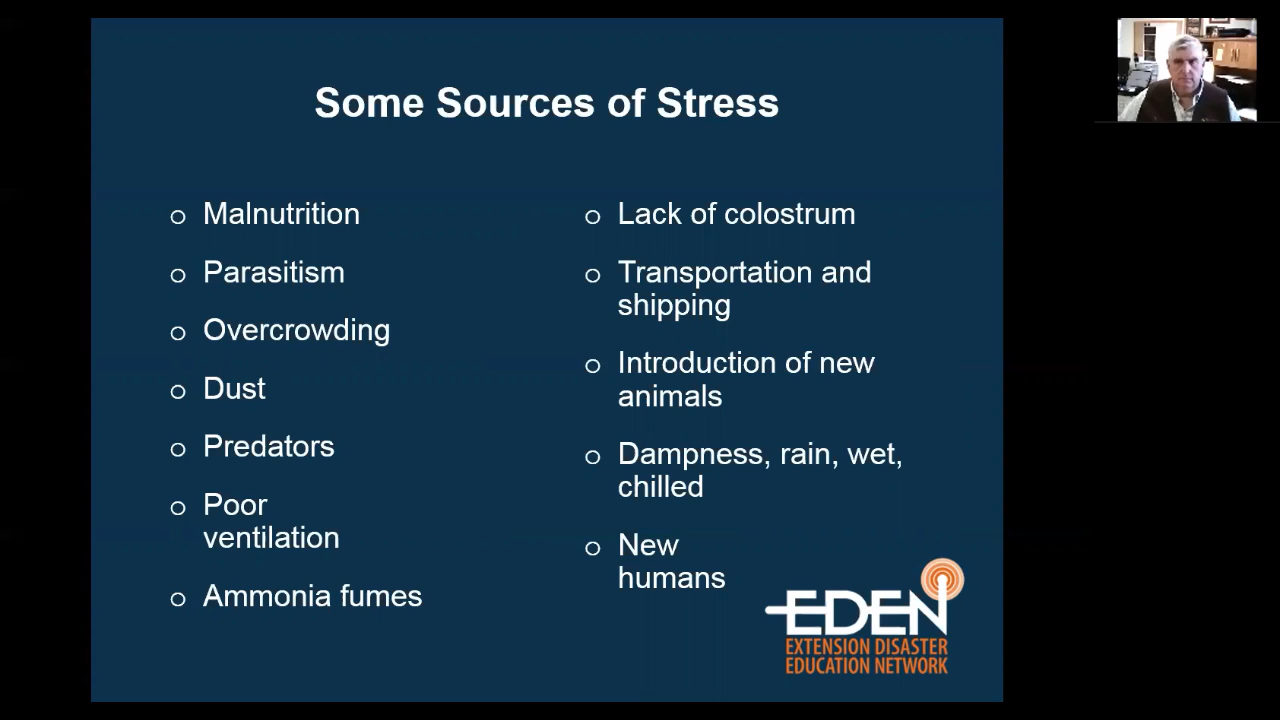 Some Sources of Stress
o Malnutrition
o Parasitism
o Overcrowding
o Dust
o Predators
o Poor
ventilation
o Ammonia fumes
o Lack of colostrum
o Transportation and
shipping
o Introduction of new
animals
o Dampness, rain, wet,
chilled
o New
humans
EDEN
EXTENSION DISASTER
EDUCATION NETWORK